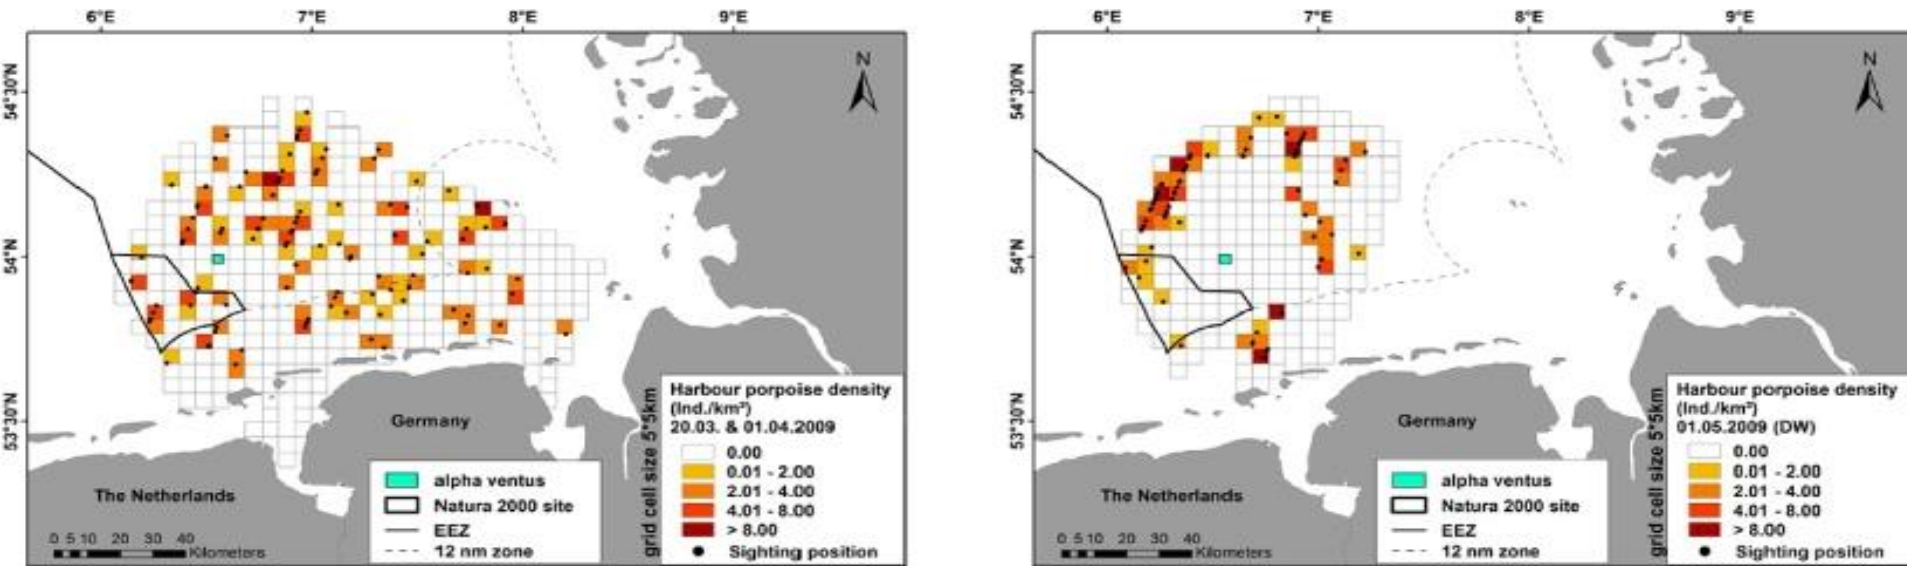 6°E 7°E 8°E 9°E
54°30'N
54°N
53°30'N
N
Germany
The Netherlands
0 5 10 20 30 40
Kilometers
alpha ventus
Natura 2000 site
EEZ
12 nm zone
grid cell size 5*5km
Harbour porpoise density
(Ind./km²)
20.03. & 01.04.2009
0.00
0.01 - 2.00
2.01 - 4.00
4.01 - 8.00
> 8.00
Sighting position
6°E 7°E 8°E 9°E
54°30'N
54°N
53°30'N
N
Germany
The Netherlands
0 5 10 20 30 40
Kilometers
alpha ventus
Natura 2000 site
EEZ
12 nm zone
grid cell size 5*5km
Harbour porpoise density
(Ind./km²)
01.05.2009 (DW)
0.00
0.01 - 2.00
2.01 - 4.00
4.01 - 8.00
> 8.00
Sighting position